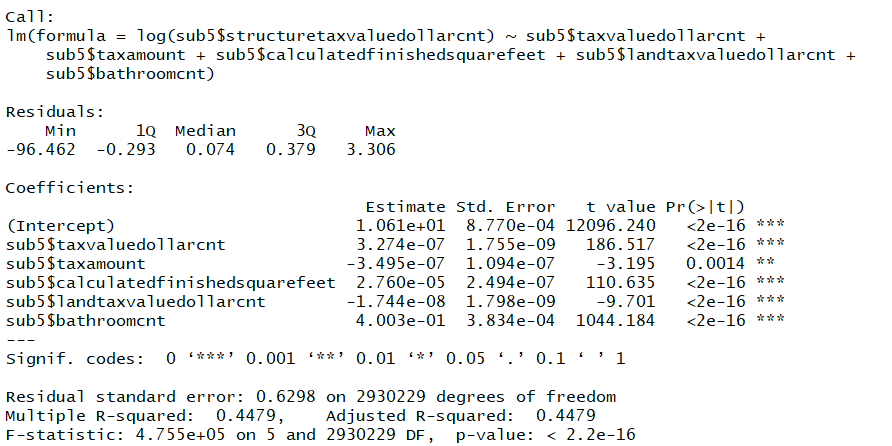 Call:
lm(formula = log(sub5$structuretaxvaluedollarcnt) ~ sub5$taxvaluedollarcnt +
    sub5$taxamount + sub5$calculatedfinishedsquarefeet + sub5$landtaxvaluedollarcnt +
    sub5$bathroomcnt)

Residuals:
    Min      1Q  Median      3Q     Max
-96.462  -0.293   0.074   0.379   3.306

Coefficients:
                                    Estimate Std. Error   t value Pr(>|t|)
(Intercept)                        1.061e+01  8.770e-04 12096.240   <2e-16 ***
sub5$taxvaluedollarcnt             3.274e-07  1.755e-09   186.517   <2e-16 ***
sub5$taxamount                    -3.495e-07  1.094e-07    -3.195   0.0014 **
sub5$calculatedfinishedsquarefeet  2.760e-05  2.494e-07   110.635   <2e-16 ***
sub5$landtaxvaluedollarcnt        -1.744e-08  1.798e-09    -9.701   <2e-16 ***
sub5$bathroomcnt                   4.003e-01  3.834e-04  1044.184   <2e-16 ***
---
Signif. codes:  0 ‘***’ 0.001 ‘**’ 0.01 ‘*’ 0.05 ‘.’ 0.1 ‘ ’ 1

Residual standard error: 0.6298 on 2930229 degrees of freedom
Multiple R-squared:  0.4479,    Adjusted R-squared:  0.4479
F-statistic: 4.755e+05 on 5 and 2930229 DF,  p-value: < 2.2e-16